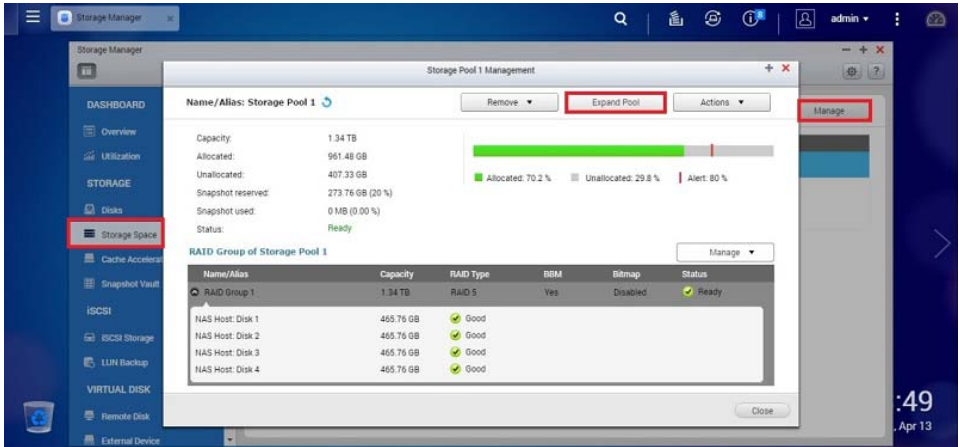 Storage Manager
admin
Storage Manager
Storage Pool 1 Management
DASHBOARD
Overview
Utilization
STORAGE
Disks
Storage Space
Cache Accelerat
Snapshot Vault
iSCSI
iSCSI Storage
LUN Backup
VIRTUAL DISK
Remote Disk
External Device
Name/Alias: Storage Pool 1
Remove
Expand Pool
Actions
Manage
Capacity: 1.34 TB
Allocated: 961.48 GB
Unallocated: 407.33 GB
Snapshot reserved: 273.76 GB (20 %)
Snapshot used: 0 MB (0.00 %)
Status: Ready
Allocated: 70.2 % Unallocated: 29.8 % Alert: 80 %
RAID Group of Storage Pool 1
Manage
Name/Alias Capacity RAID Type BBM Bitmap Status
RAID Group 1 1.34 TB RAID 5 Yes Disabled Ready
NAS Host: Disk 1 465.76 GB Good
NAS Host: Disk 2 465.76 GB Good
NAS Host: Disk 3 465.76 GB Good
NAS Host: Disk 4 465.76 GB Good
Close
:49
, Apr 13